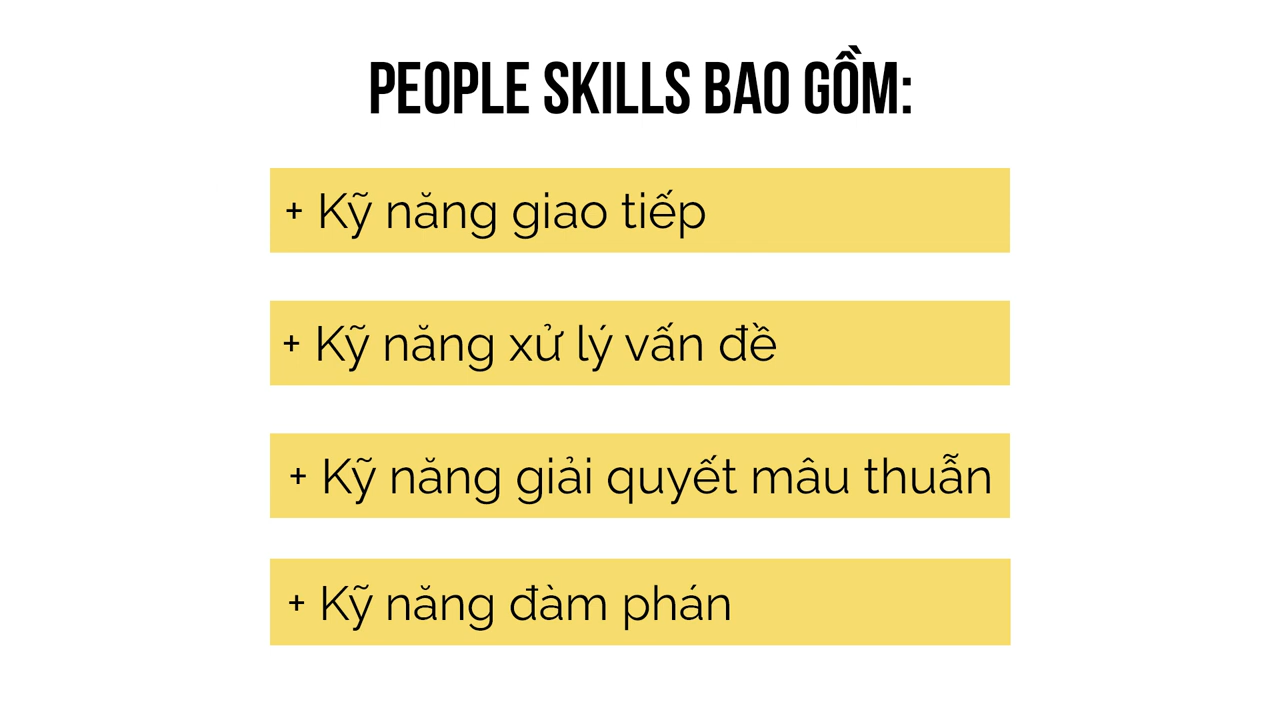 PEOPLE SKILLS BAO GỒM:
+ Kỹ năng giao tiếp
+ Kỹ năng xử lý vấn đề
+ Kỹ năng giải quyết mâu thuẫn
+ Kỹ năng đàm phán